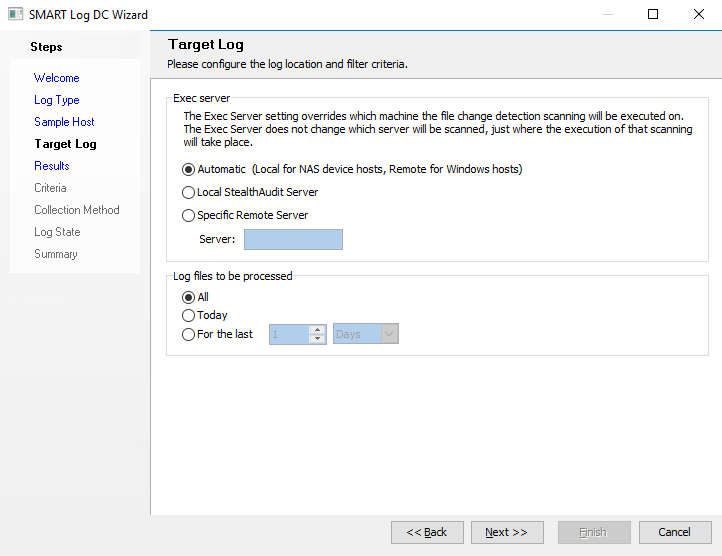 SMART Log DC Wizard
Steps
Welcome
Log Type
Sample Host
Target Log
Results
Criteria
Collection Method
Log State
Summary
Target Log
Please configure the log location and filter criteria.
Exec server
The Exec Server setting overrides which machine the file change detection scanning will be executed on.
The Exec Server does not change which server will be scanned, just where the execution of that scanning
will take place.
Automatic (Local for NAS device hosts, Remote for Windows hosts)
Local StealthAudit Server
Specific Remote Server
Server:
Log files to be processed
All
Today
For the last 1 Days
<< Back Next >> Finish Cancel